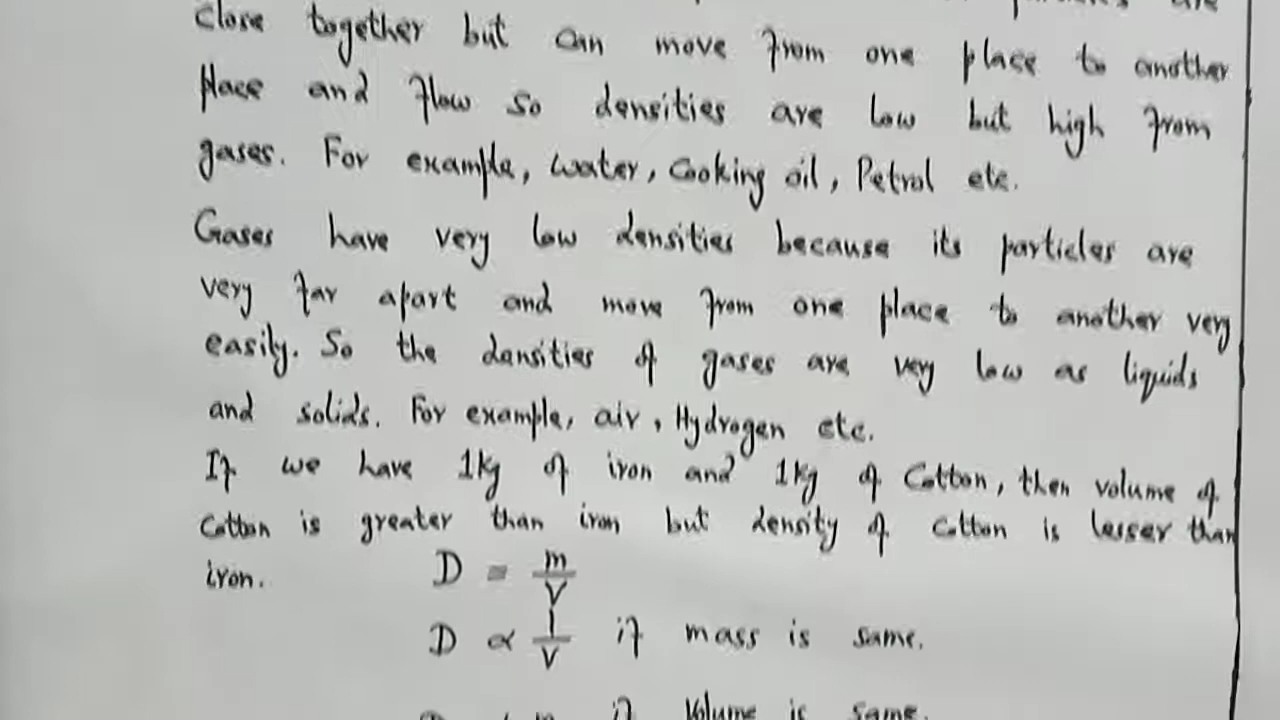 are
close together but can move from one place to another
place and flow so densities are low but high from
gases. For example, water, Cooking oil, Petrol etc.
Gases have very low densities because its particles are
very far apart and move from one place to another very
easily. So the densities of gases are very low as liquids
and solids. For example, air, Hydrogen etc.
If we have 1kg of iron and 1kg of Cotton, then volume of
Cotton is greater than iron but density of cotton is lesser than
iron. D = m/V
D ∝ 1/V if mass is same.
if Volume is same.